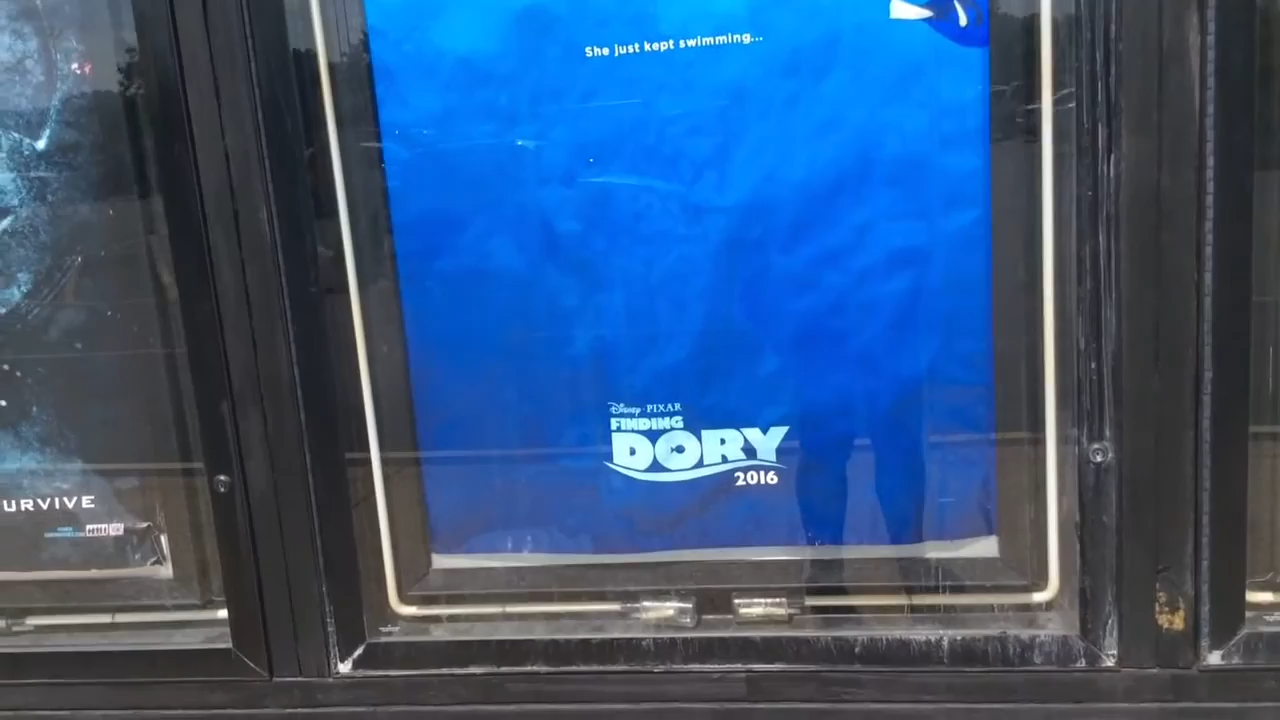 She just kept swimming...
Disney · PIXAR
FINDING
DORY
2016
URVIVE